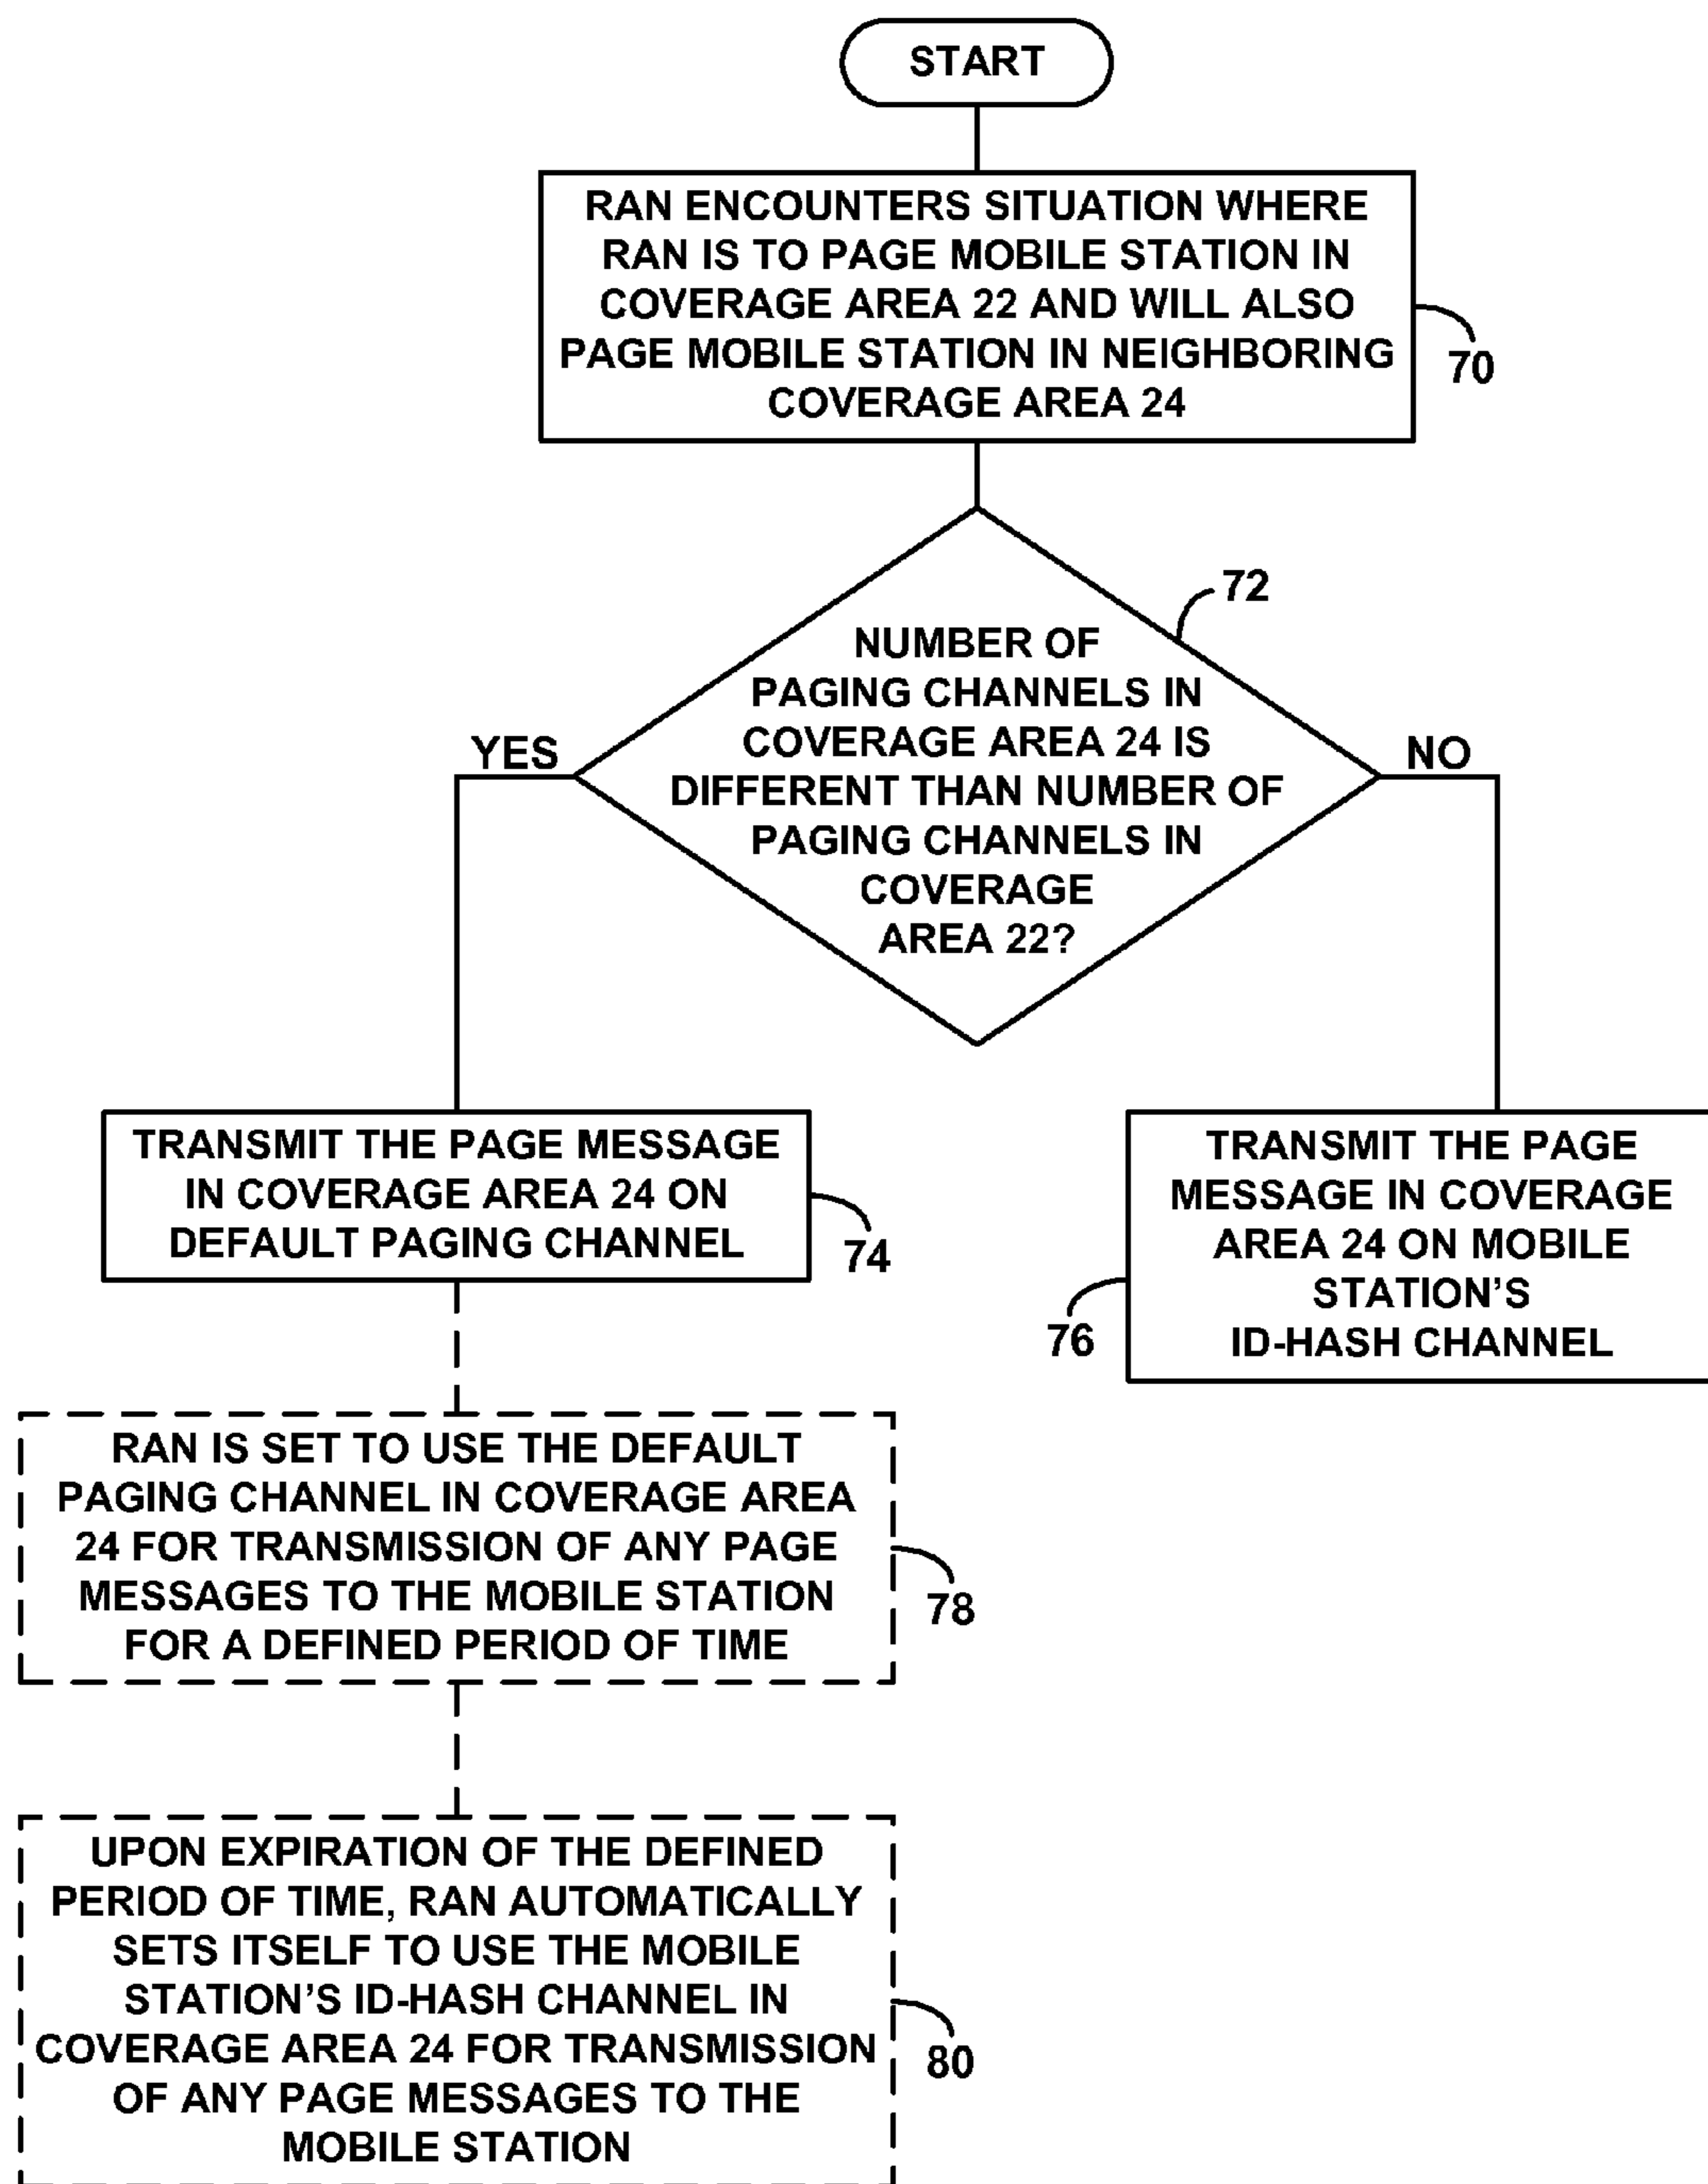 START
RAN ENCOUNTERS SITUATION WHERE
RAN IS TO PAGE MOBILE STATION IN
COVERAGE AREA 22 AND WILL ALSO
PAGE MOBILE STATION IN NEIGHBORING
COVERAGE AREA 24
70
72
NUMBER OF
PAGING CHANNELS IN
COVERAGE AREA 24 IS
DIFFERENT THAN NUMBER OF
PAGING CHANNELS IN
COVERAGE
AREA 22?
YES
NO
TRANSMIT THE PAGE MESSAGE
IN COVERAGE AREA 24 ON
DEFAULT PAGING CHANNEL
74
TRANSMIT THE PAGE
MESSAGE IN COVERAGE
AREA 24 ON MOBILE
STATION’S
ID-HASH CHANNEL
76
RAN IS SET TO USE THE DEFAULT
PAGING CHANNEL IN COVERAGE AREA
24 FOR TRANSMISSION OF ANY PAGE
MESSAGES TO THE MOBILE STATION
FOR A DEFINED PERIOD OF TIME
78
UPON EXPIRATION OF THE DEFINED
PERIOD OF TIME, RAN AUTOMATICALLY
SETS ITSELF TO USE THE MOBILE
STATION’S ID-HASH CHANNEL IN
COVERAGE AREA 24 FOR TRANSMISSION
OF ANY PAGE MESSAGES TO THE
MOBILE STATION
80